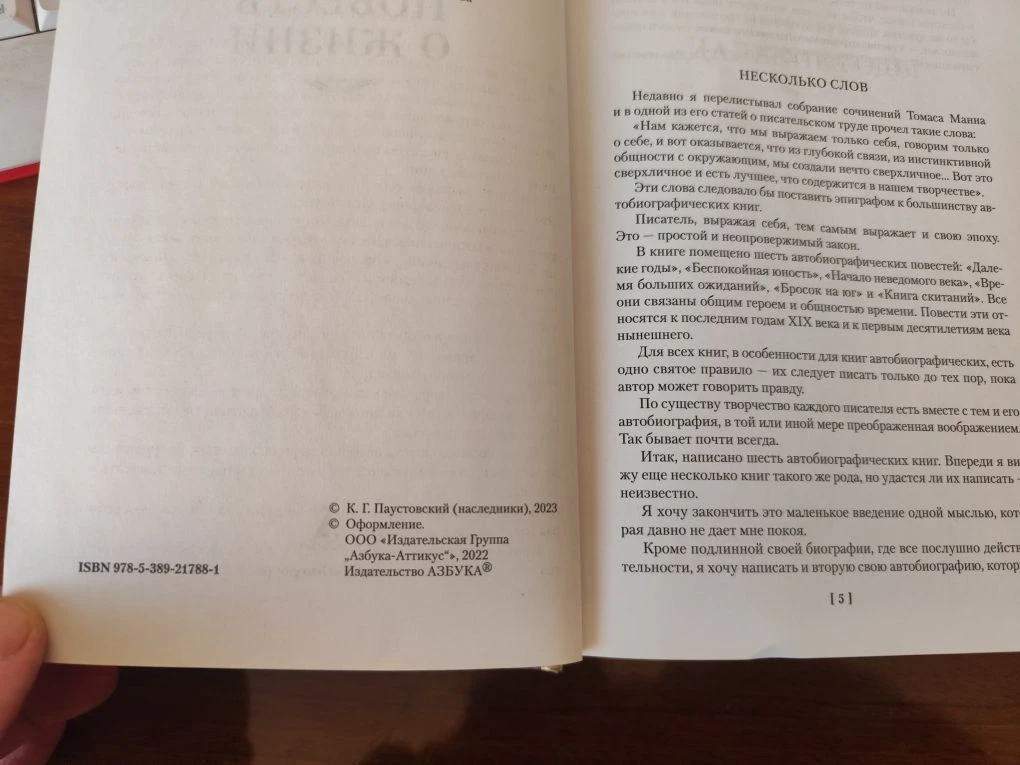 © К. Г. Паустовский (наследники), 2023
© Оформление.
ООО «Издательская Группа
„Азбука-Аттикус“», 2022
Издательство АЗБУКА®
ISBN 978-5-389-21788-1
НЕСКОЛЬКО СЛОВ
Недавно я перелистывал собрание сочинений Томаса Манна
и в одной из его статей о писательском труде прочел такие слова:
«Нам кажется, что мы выражаем только себя, говорим только
о себе, и вот оказывается, что из глубокой связи, из инстинктивной
общности с окружающим, мы создали нечто сверхличное... Вот это
сверхличное и есть лучшее, что содержится в нашем творчестве».
Эти слова следовало бы поставить эпиграфом к большинству ав-
тобиографических книг.
Писатель, выражая себя, тем самым выражает и свою эпоху.
Это — простой и неопровержимый закон.
В книге помещено шесть автобиографических повестей: «Дале-
кие годы», «Беспокойная юность», «Начало неведомого века», «Вре-
мя больших ожиданий», «Бросок на юг» и «Книга скитаний». Все
они связаны общим героем и общностью времени. Повести эти от-
носятся к последним годам XIX века и к первым десятилетиям века
нынешнего.
Для всех книг, в особенности для книг автобиографических, есть
одно святое правило — их следует писать только до тех пор, пока
автор может говорить правду.
По существу творчество каждого писателя есть вместе с тем и его
автобиография, в той или иной мере преображенная воображением.
Так бывает почти всегда.
Итак, написано шесть автобиографических книг. Впереди я ви-
жу еще несколько книг такого же рода, но удастся ли их написать —
неизвестно.
Я хочу закончить это маленькое введение одной мыслью, кото-
рая давно не дает мне покоя.
Кроме подлинной своей биографии, где все послушно действ
тельности, я хочу написать и вторую свою автобиографию, котор
[ 5 ]